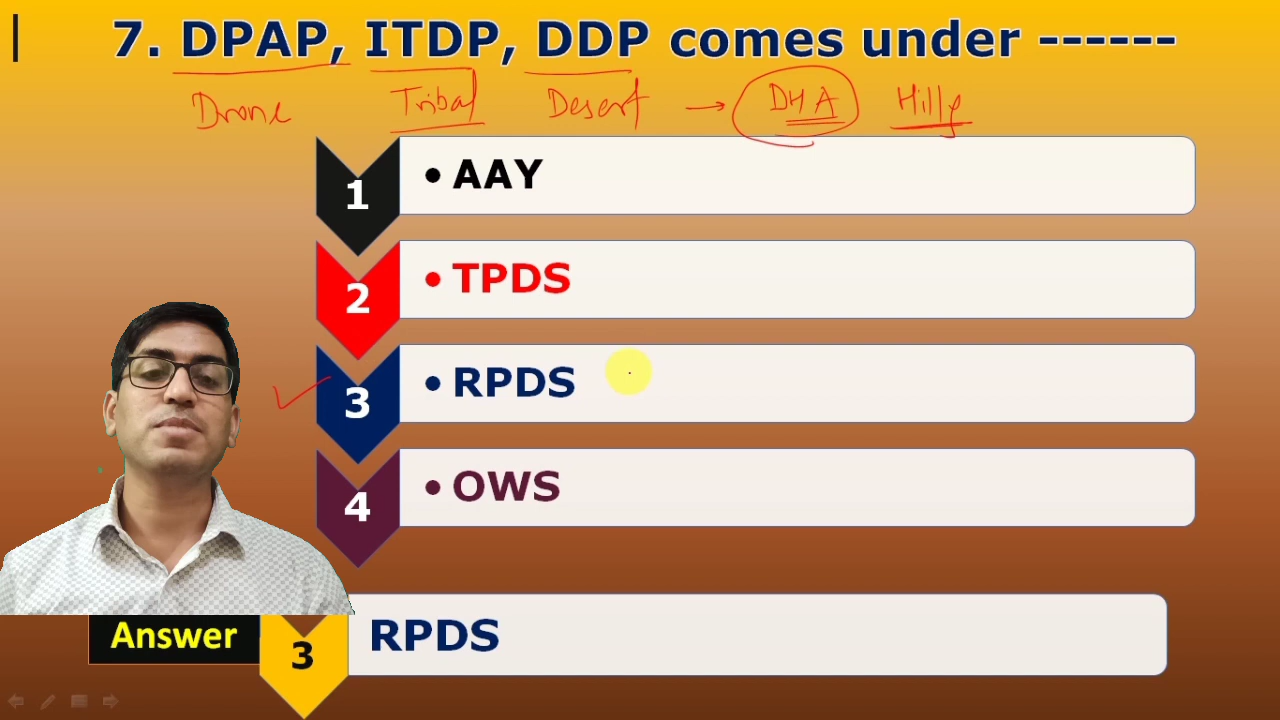 7. DPAP, ITDP, DDP comes under ------
Drone Tribal Desert → DHA Hilly
1 • AAY
2 • TPDS
3 • RPDS
4 • OWS
Answer 3 RPDS